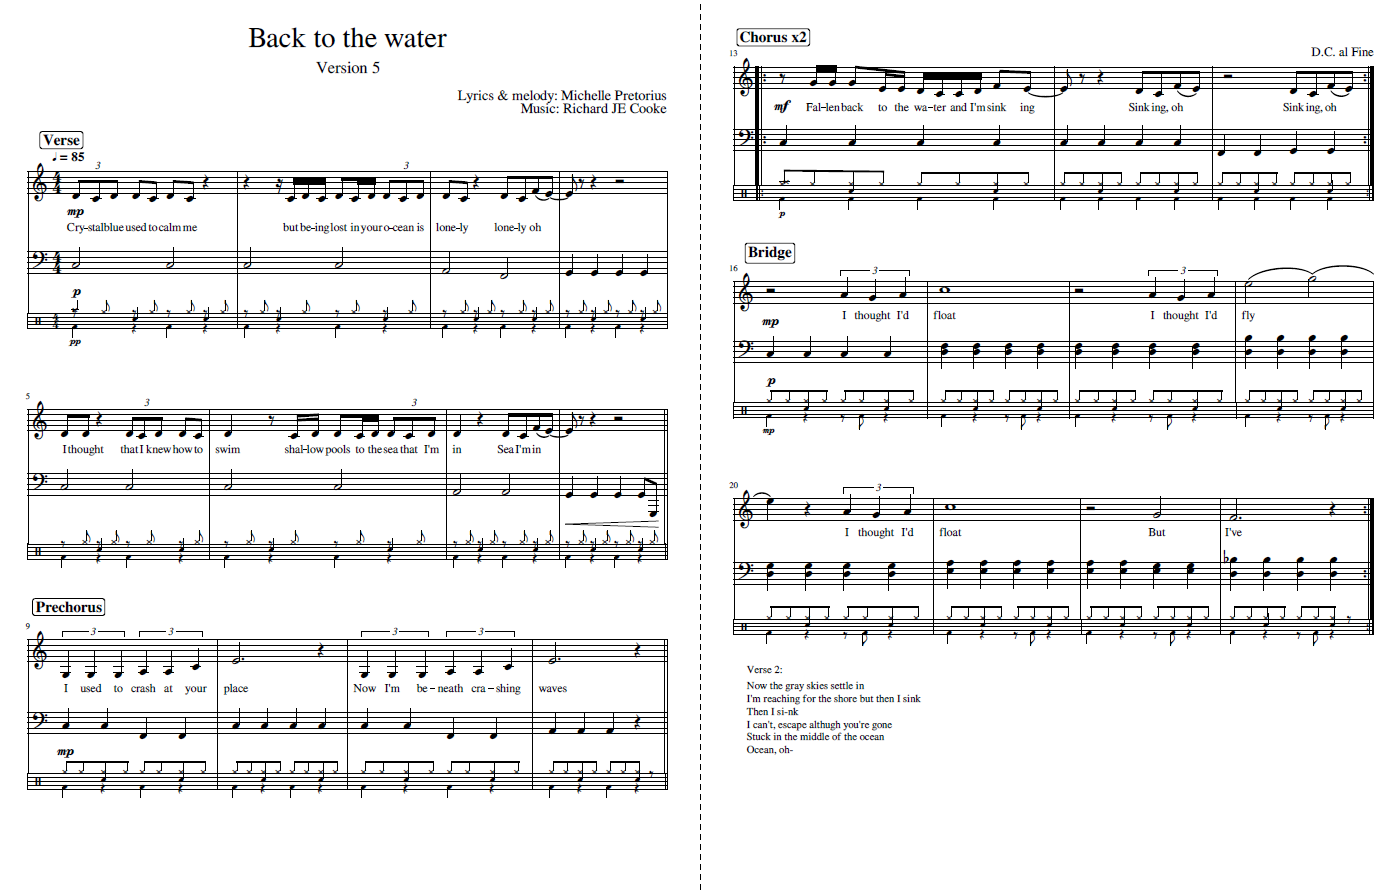 Back to the water
Version 5
Lyrics & melody: Michelle Pretorius
Music: Richard JE Cooke
Verse
♩ = 85
3 3
mp
Cry-stalblue used to calm me but be-ing lost in your o-cean is lone-ly lone-ly oh
p
pp
5
3 3
I thought that I knew how to swim shal-low pools to the sea that I'm in Sea I'm in
Prechorus
9
3 3 3 3
I used to crash at your place Now I'm be-neath cra-shing waves
mp
Chorus x2
13
D.C. al Fine
mf Fal-len back to the wa-ter and I'm sink ing Sink ing, oh Sink ing, oh
p
Bridge
16
3 3
mp I thought I'd float I thought I'd fly
p
mp
20
3
I thought I'd float But I've
Verse 2:
Now the gray skies settle in
I'm reaching for the shore but then I sink
Then I si-nk
I can't, escape althugh you're gone
Stuck in the middle of the ocean
Ocean, oh-